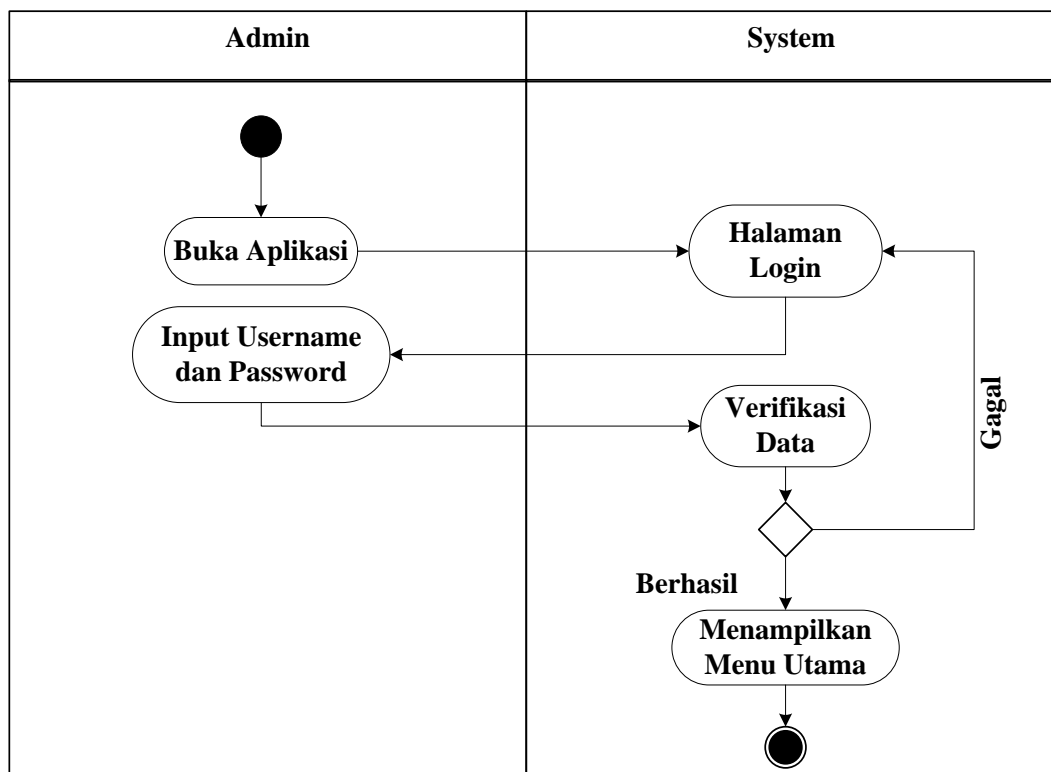 Admin
System
Buka Aplikasi
Halaman
Login
Input Username
dan Password
Verifikasi
Data
Gagal
Berhasil
Menampilkan
Menu Utama